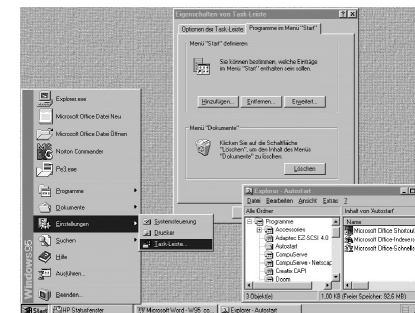 Eigenschaften von Task-Leiste
Optionen der Task-Leiste
Programme im Menü "Start"
Menü "Start" definieren
Sie können bestimmen, welche Einträge
im Menü "Start" enthalten sein sollen.
Hinzufügen...
Entfernen...
Erweitert...
Menü "Dokumente"
Klicken Sie auf die Schaltfläche
"Löschen", um den Inhalt des Menüs
"Dokumente" zu löschen.
Löschen
Explorer.exe
Microsoft Office Datei Neu
Microsoft Office Datei Öffnen
Norton Commander
Pe3.exe
Programme
Dokumente
Einstellungen
Suchen
Hilfe
Ausführen...
Beenden...
Windows95
Systemsteuerung
Drucker
Task-Leiste...
Explorer - Autostart
Datei Bearbeiten Ansicht Extras ?
Alle Ordner
Inhalt von 'Autostart'
Programme
Accessories
Adaptec EZ-SCSI 4.0
Autostart
CompuServe
CompuServe - Netscap
Creatix CAPI
Doom
Name
Microsoft Office Shortcut
Microsoft Office-Indexers
Microsoft Office-Schnells
3 Objekt(e)
1,00 KB (Freier Speicher: 82,6 MB)
Start
HP Statusfenster
Microsoft Word - W95_op...
Explorer - Autostart